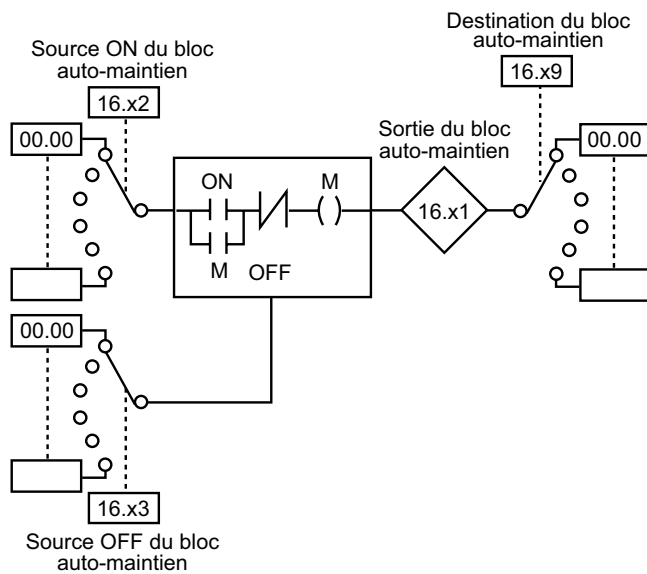 Source ON du bloc
auto-maintien
16.x2
00.00
Destination du bloc
auto-maintien
16.x9
00.00
Sortie du bloc
auto-maintien
16.x1
ON
M
M
OFF
00.00
16.x3
Source OFF du bloc
auto-maintien